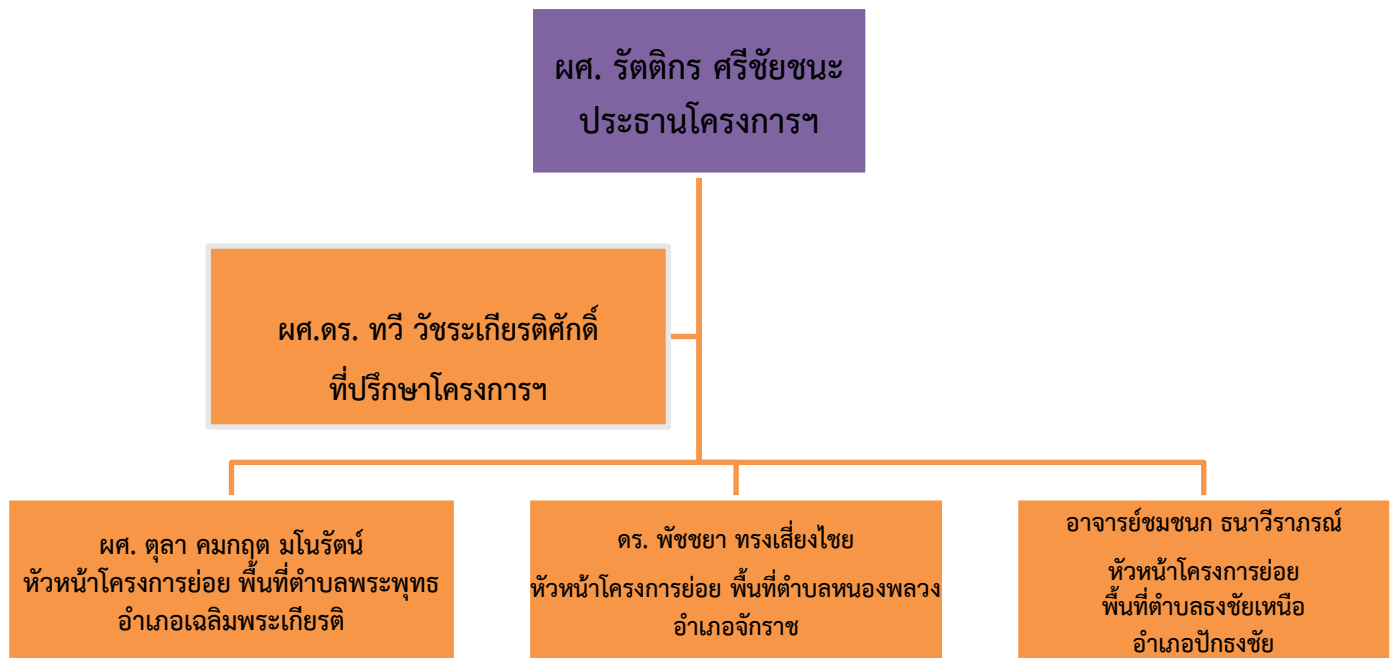 ผศ. รัตติกร ศรีชัยชนะ
ประธานโครงการฯ
ผศ.ดร. ทวี วัชระเกียรติศักดิ์
ที่ปรึกษาโครงการฯ
ผศ. ตุลา คมกฤต มโนรัตน์
หัวหน้าโครงการย่อย พื้นที่ตำบลพระพุทธ
อำเภอเฉลิมพระเกียรติ
ดร. พัชชยา ทรงเสี่ยงไชย
หัวหน้าโครงการย่อย พื้นที่ตำบลหนองพลวง
อำเภอจักราช
อาจารย์ชมชนก ธนาวีราภรณ์
หัวหน้าโครงการย่อย
พื้นที่ตำบลธงชัยเหนือ
อำเภอปักธงชัย